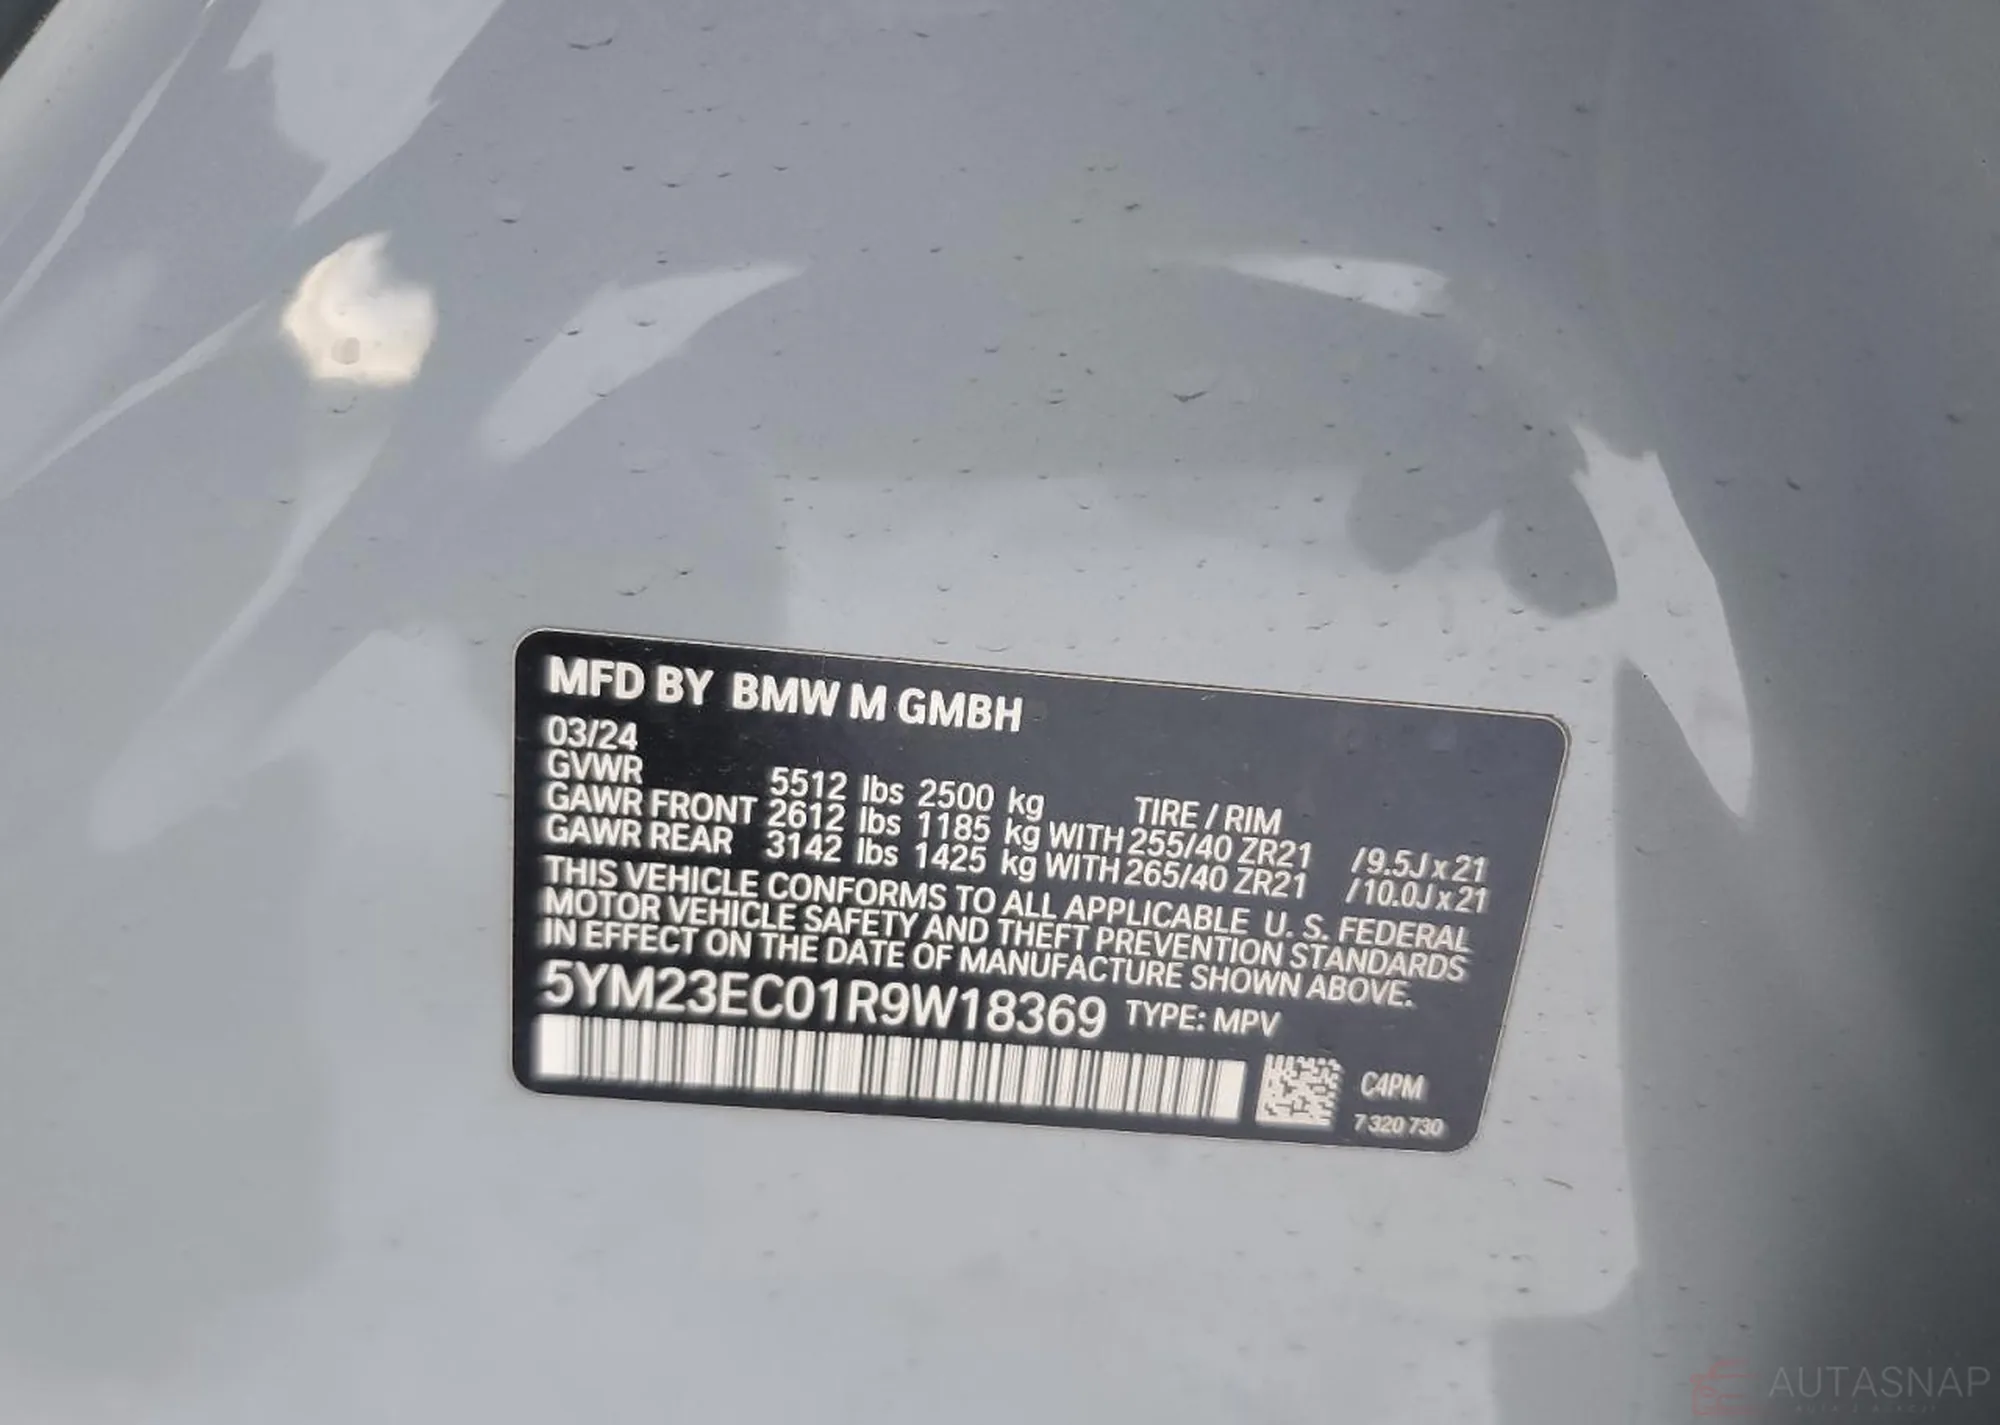 MFD BY BMW M GMBH
03/24
GVWR 5512 lbs 2500 kg TIRE / RIM
GAWR FRONT 2612 lbs 1185 kg WITH 255/40 ZR21 /9.5J x 21
GAWR REAR 3142 lbs 1425 kg WITH 265/40 ZR21 /10.0J x 21
THIS VEHICLE CONFORMS TO ALL APPLICABLE U. S. FEDERAL
MOTOR VEHICLE SAFETY AND THEFT PREVENTION STANDARDS
IN EFFECT ON THE DATE OF MANUFACTURE SHOWN ABOVE.
5YM23EC01R9W18369 TYPE: MPV
C4PM
7 320 730
AUTASNAP